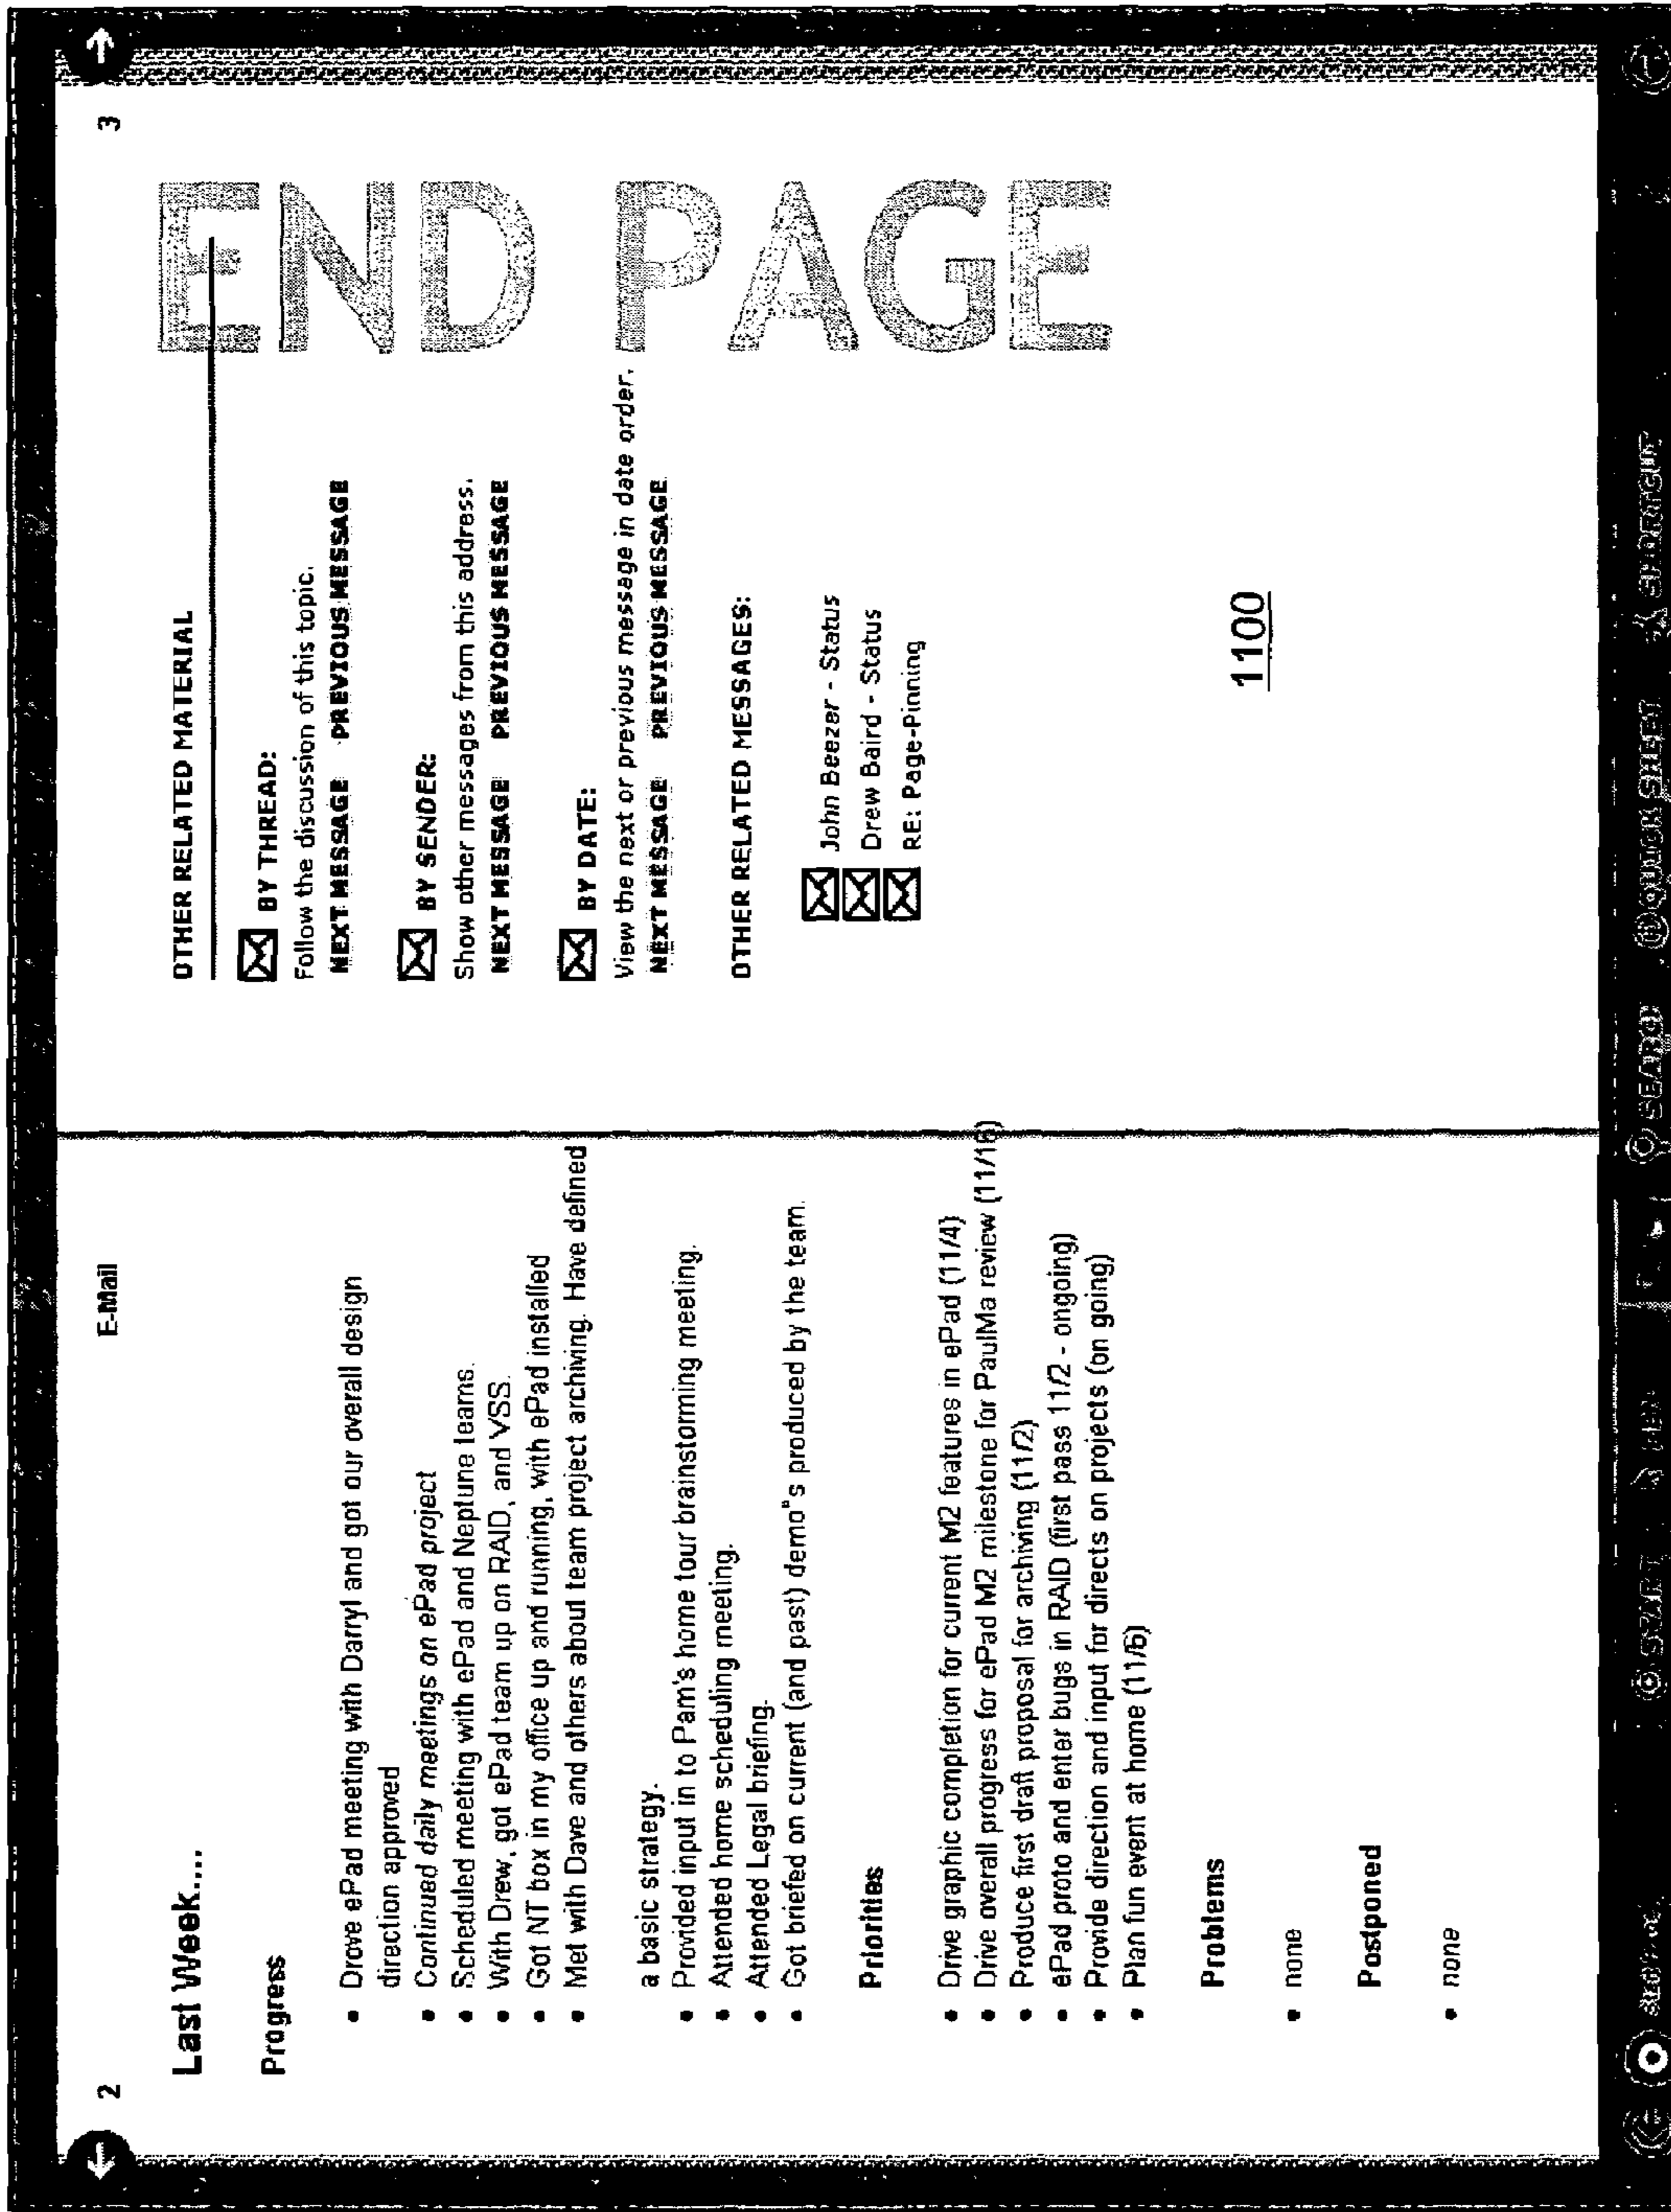 2
E-Mail
Last Week....
Progress
• Drove ePad meeting with Darryl and got our overall design
direction approved
• Continued daily meetings on ePad project
• Scheduled meeting with ePad and Neptune teams.
• With Drew, got ePad team up on RAID, and VSS.
• Got NT box in my office up and running, with ePad installed
• Met with Dave and others about team project archiving. Have defined
a basic strategy.
• Provided input in to Pam's home tour brainstorming meeting.
• Attended home scheduling meeting.
• Attended Legal briefing.
• Got briefed on current (and past) demo"s produced by the team.
Priorities
• Drive graphic completion for current M2 features in ePad (11/4)
• Drive overall progress for ePad M2 milestone for PaulMa review (11/16)
• Produce first draft proposal for archiving (11/2)
• ePad proto and enter bugs in RAID (first pass 11/2 - ongoing)
• Provide direction and input for directs on projects (on going)
• Plan fun event at home (11/6)
Problems
• none
Postponed
• none
3
END PAGE
OTHER RELATED MATERIAL
BY THREAD:
Follow the discussion of this topic.
NEXT MESSAGE PREVIOUS MESSAGE
BY SENDER:
Show other messages from this address.
NEXT MESSAGE PREVIOUS MESSAGE
BY DATE:
View the next or previous message in date order.
NEXT MESSAGE PREVIOUS MESSAGE
OTHER RELATED MESSAGES:
John Beezer - Status
Drew Baird - Status
RE: Page-Pinning
1100
START PEN SEARCH QUICK SHEET SHORTCUT